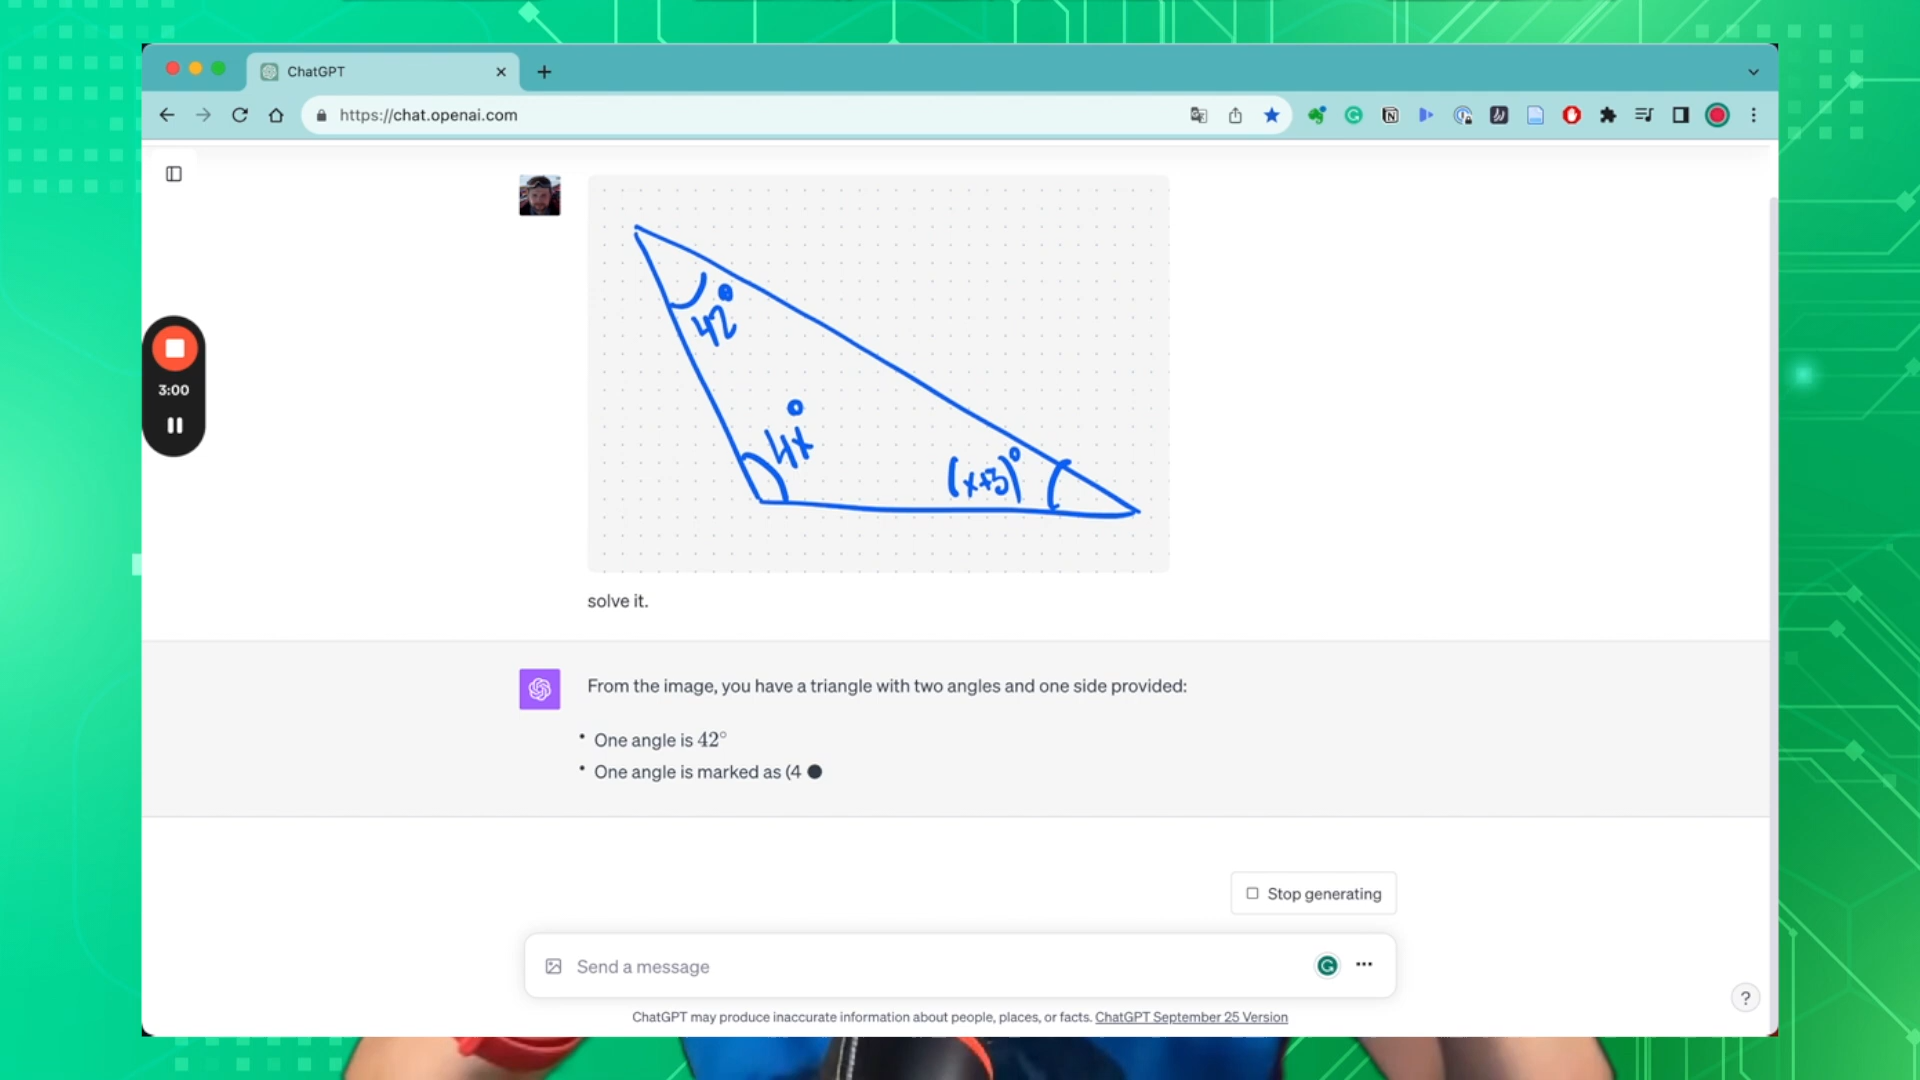 ChatGPT
https://chat.openai.com
42°
4x°
(x+3)°
3:00
solve it.
From the image, you have a triangle with two angles and one side provided:
• One angle is 42°
• One angle is marked as (4
Stop generating
Send a message
ChatGPT may produce inaccurate information about people, places, or facts. ChatGPT September 25 Version
?